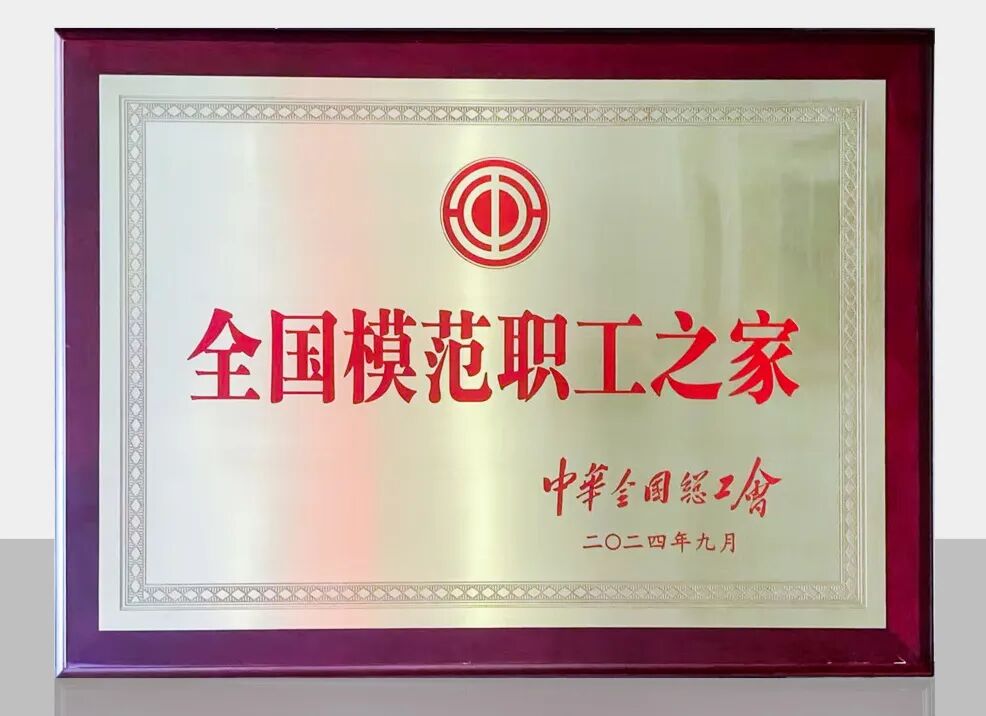 全国模范职工之家
中華全国總工會
二〇二四年九月